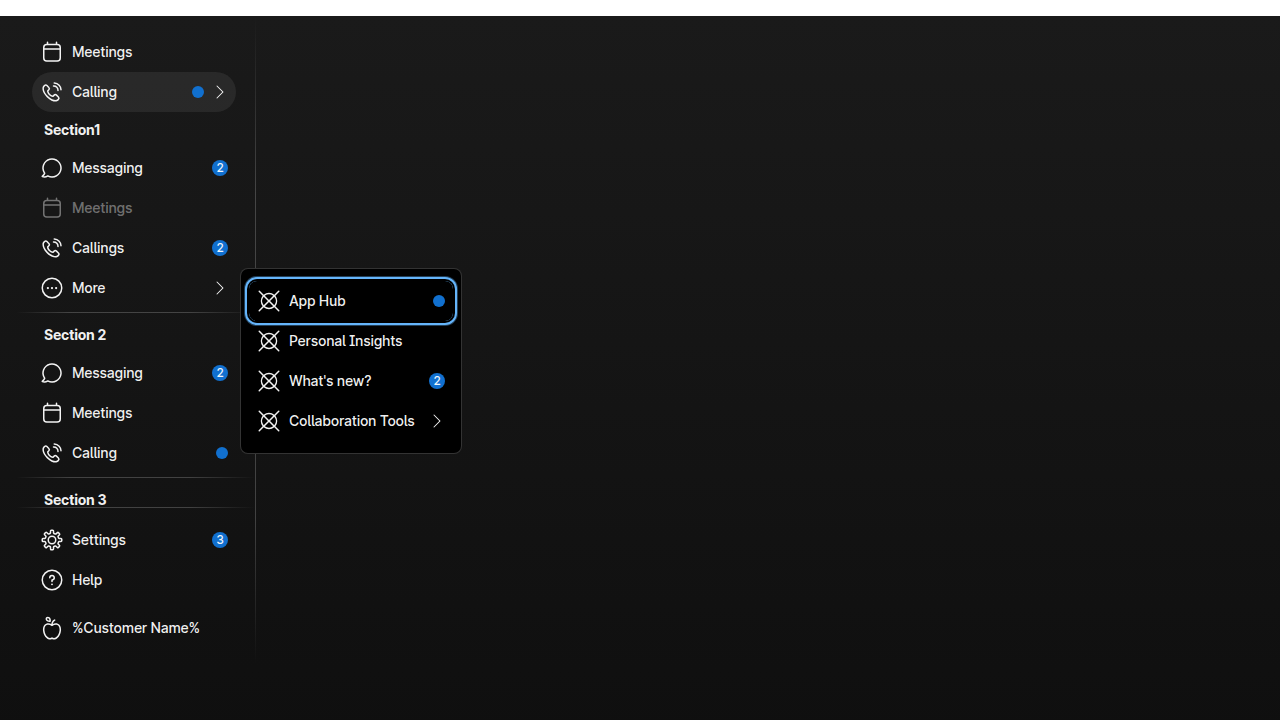 Meetings
Calling
Section1
Messaging 2
Meetings
Callings 2
More
App Hub
Personal Insights
What's new? 2
Collaboration Tools
Section 2
Messaging 2
Meetings
Calling
Section 3
Settings 3
Help
%Customer Name%